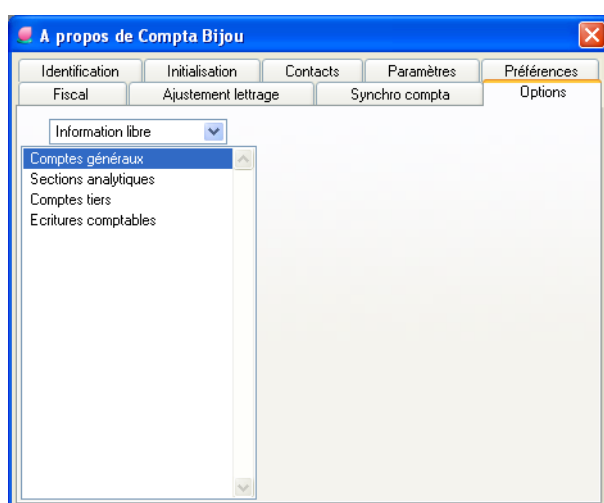 A propos de Compta Bijou
Identification Initialisation Contacts Paramètres Préférences
Fiscal Ajustement lettrage Synchro compta Options
Information libre
Comptes généraux
Sections analytiques
Comptes tiers
Ecritures comptables